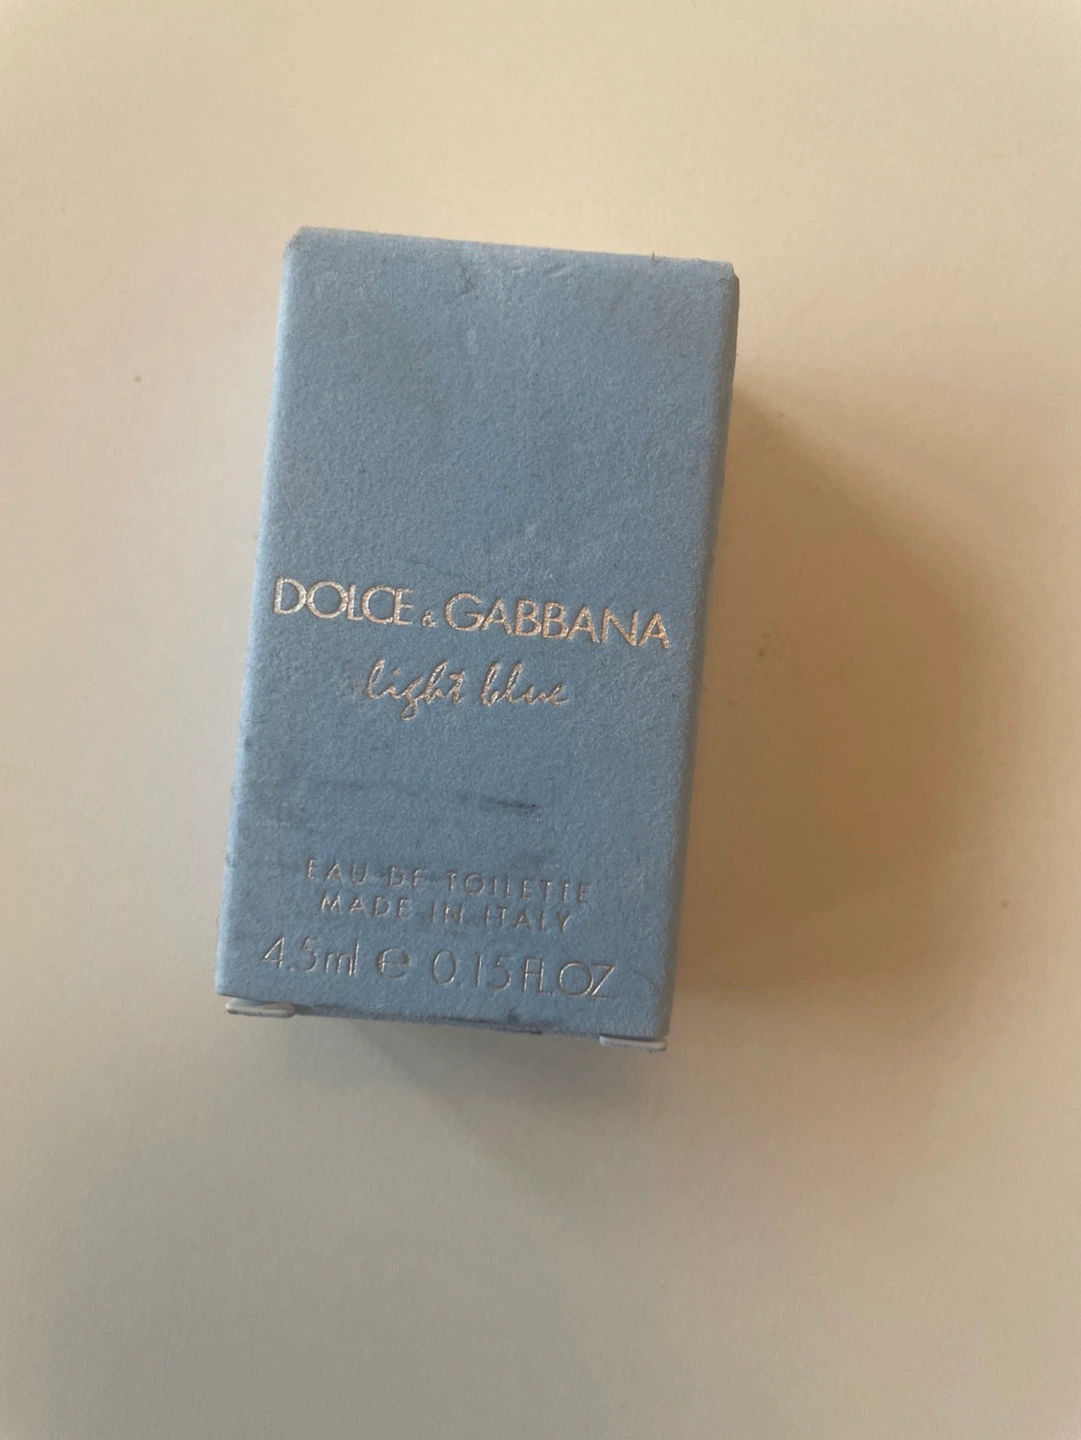 DOLCE & GABBANA
light blue
EAU DE TOILETTE
MADE IN ITALY
4.5ml ℮ 0.15 FL.OZ